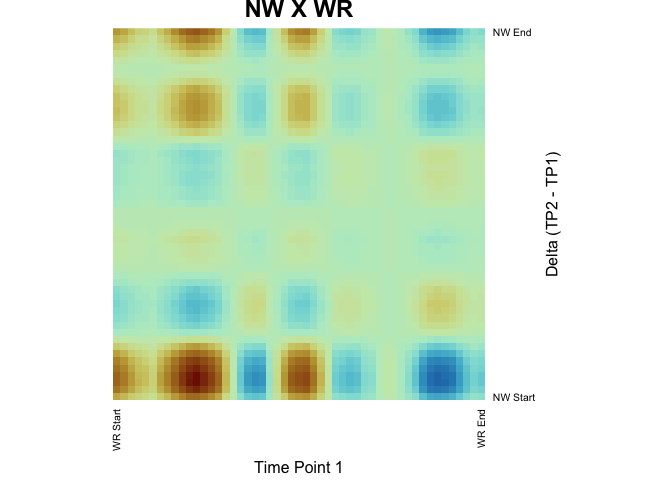 NW X WR
NW End
Delta (TP2 - TP1)
NW Start
WR Start
WR End
Time Point 1